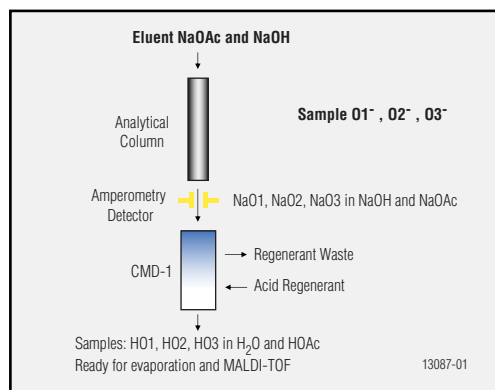 Eluent NaOAc and NaOH
Sample O1⁻ , O2⁻ , O3⁻
Analytical
Column
Amperometry
Detector
NaO1, NaO2, NaO3 in NaOH and NaOAc
Regenerant Waste
CMD-1
Acid Regenerant
Samples: HO1, HO2, HO3 in H₂O and HOAc
Ready for evaporation and MALDI-TOF
13087-01